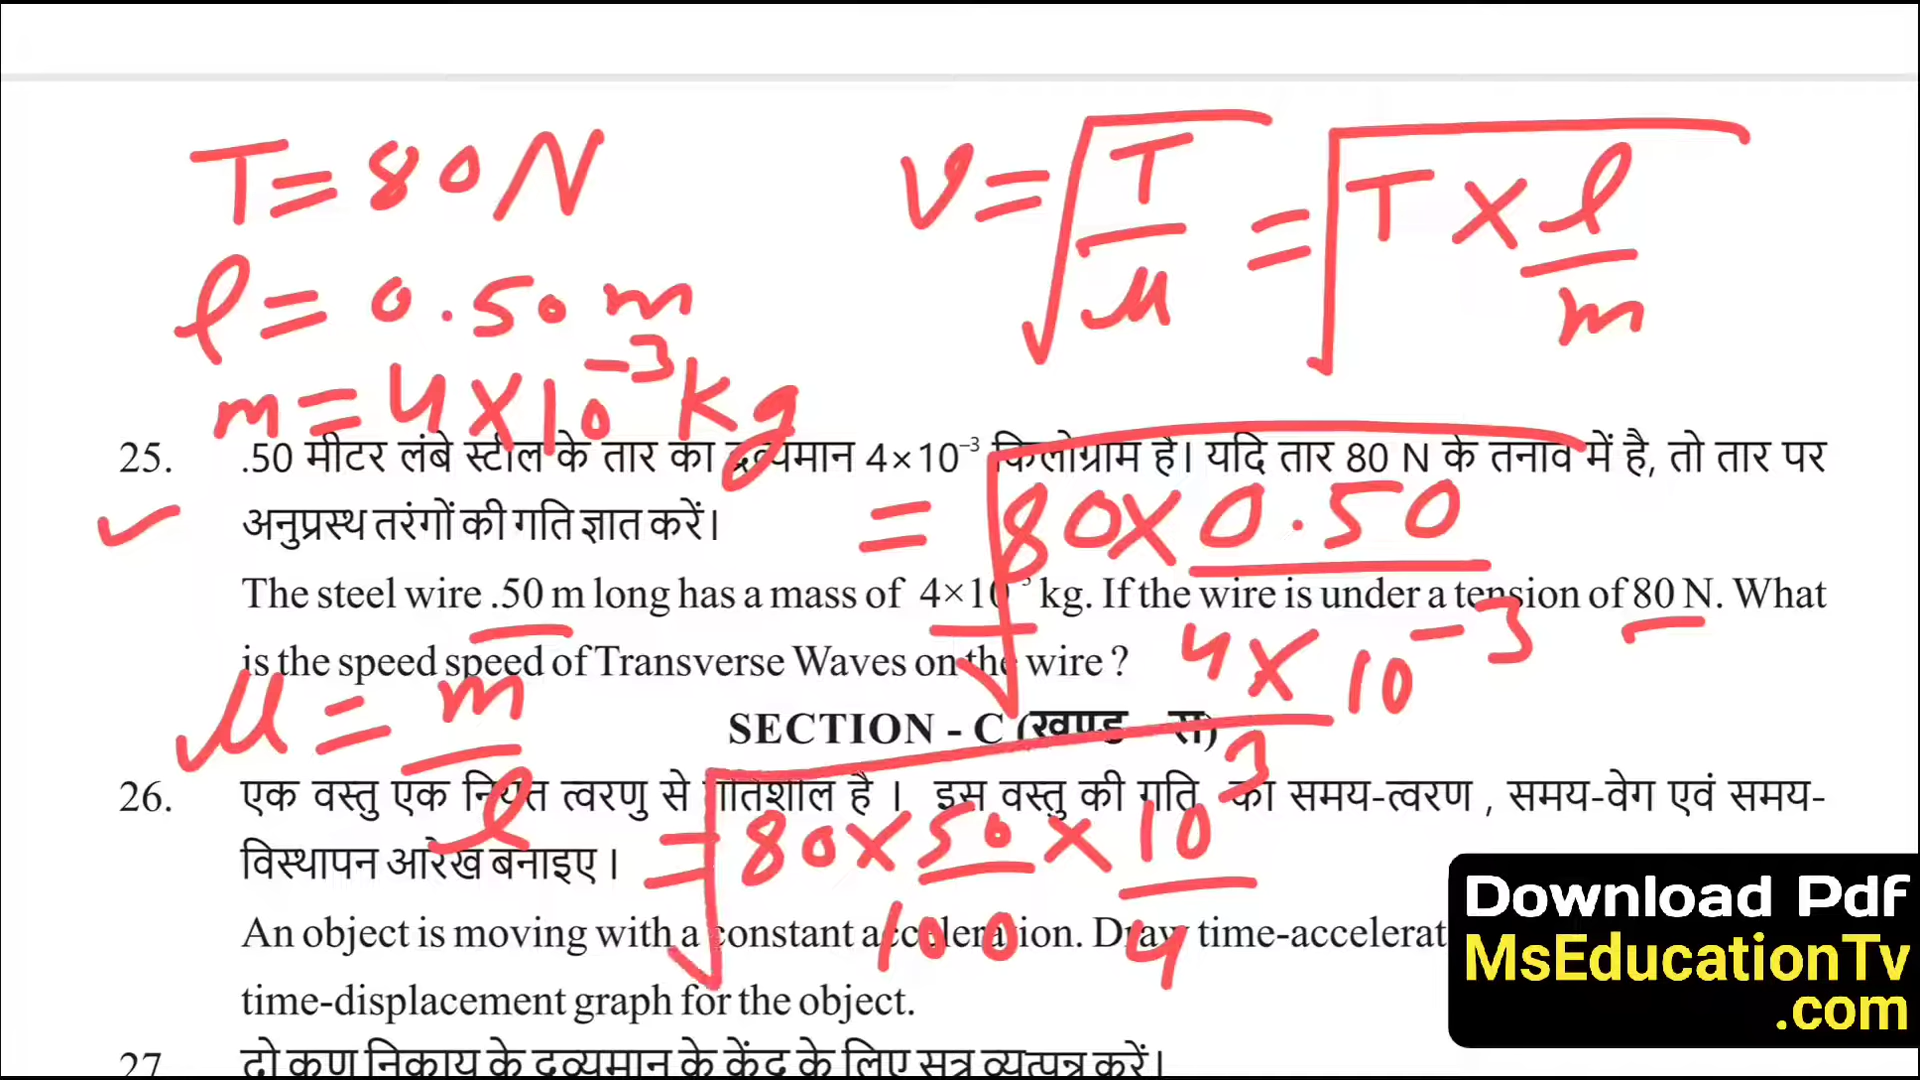 T = 80 N
l = 0.50 m
m = 4 × 10⁻³ kg
v = √(T/μ) = √(T × l/m)
25. .50 मीटर लंबे स्टील के तार का द्रव्यमान 4×10⁻³ किलोग्राम है। यदि तार 80 N के तनाव में है, तो तार पर
अनुप्रस्थ तरंगों की गति ज्ञात करें।
= √(80 × 0.50 / 4 × 10⁻³)
The steel wire .50 m long has a mass of 4×10⁻³ kg. If the wire is under a tension of 80 N. What
is the speed speed of Transverse Waves on the wire ?
μ = m/l
SECTION - C (खण्ड - स)
26. एक वस्तु एक नियत त्वरणु से गतिशील है । इस वस्तु की गति का समय-त्वरण , समय-वेग एवं समय-
विस्थापन आरेख बनाइए ।
= √(80 × 50/100 × 10³/4)
An object is moving with a constant acceleration. Draw time-accelerat
time-displacement graph for the object.
27 दो कण निकाय के द्रव्यमान के केंद्र के लिए सूत्र व्युत्पन्न करें।
Download Pdf
MsEducationTv
.com